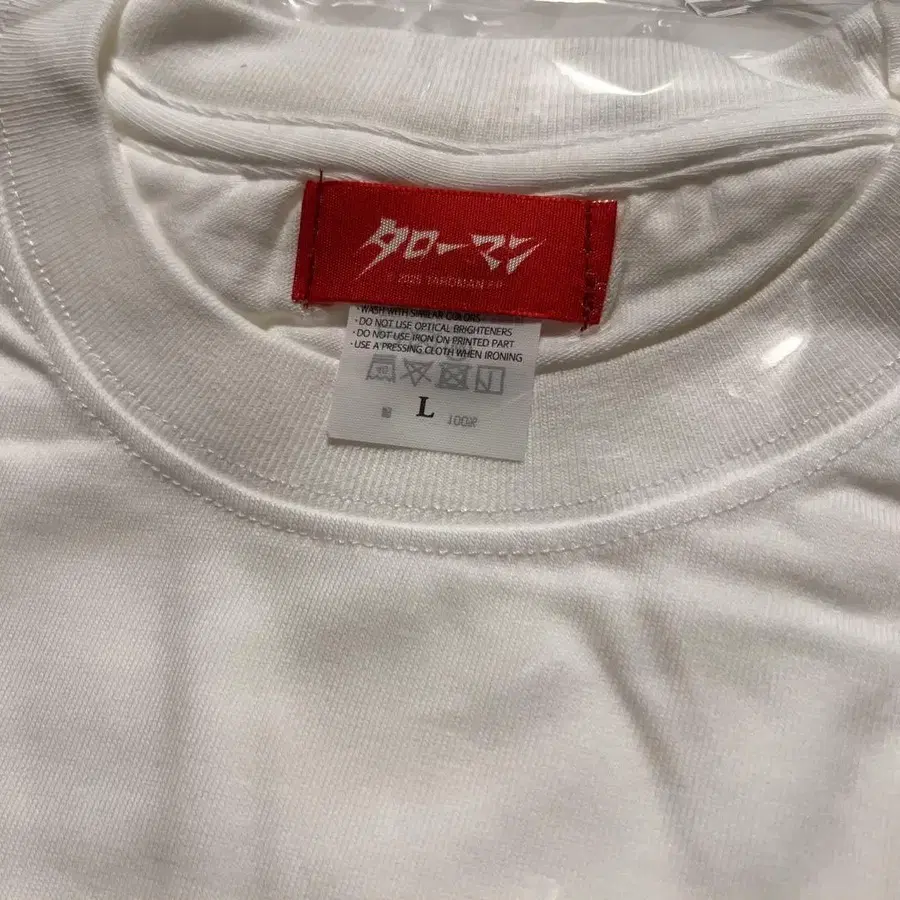 タローマン
© 2025 TAROMAN F.P.
・WASH WITH SIMILAR COLORS
・DO NOT USE OPTICAL BRIGHTENERS
・DO NOT USE IRON ON PRINTED PART
・USE A PRESSING CLOTH WHEN IRONING
40
L